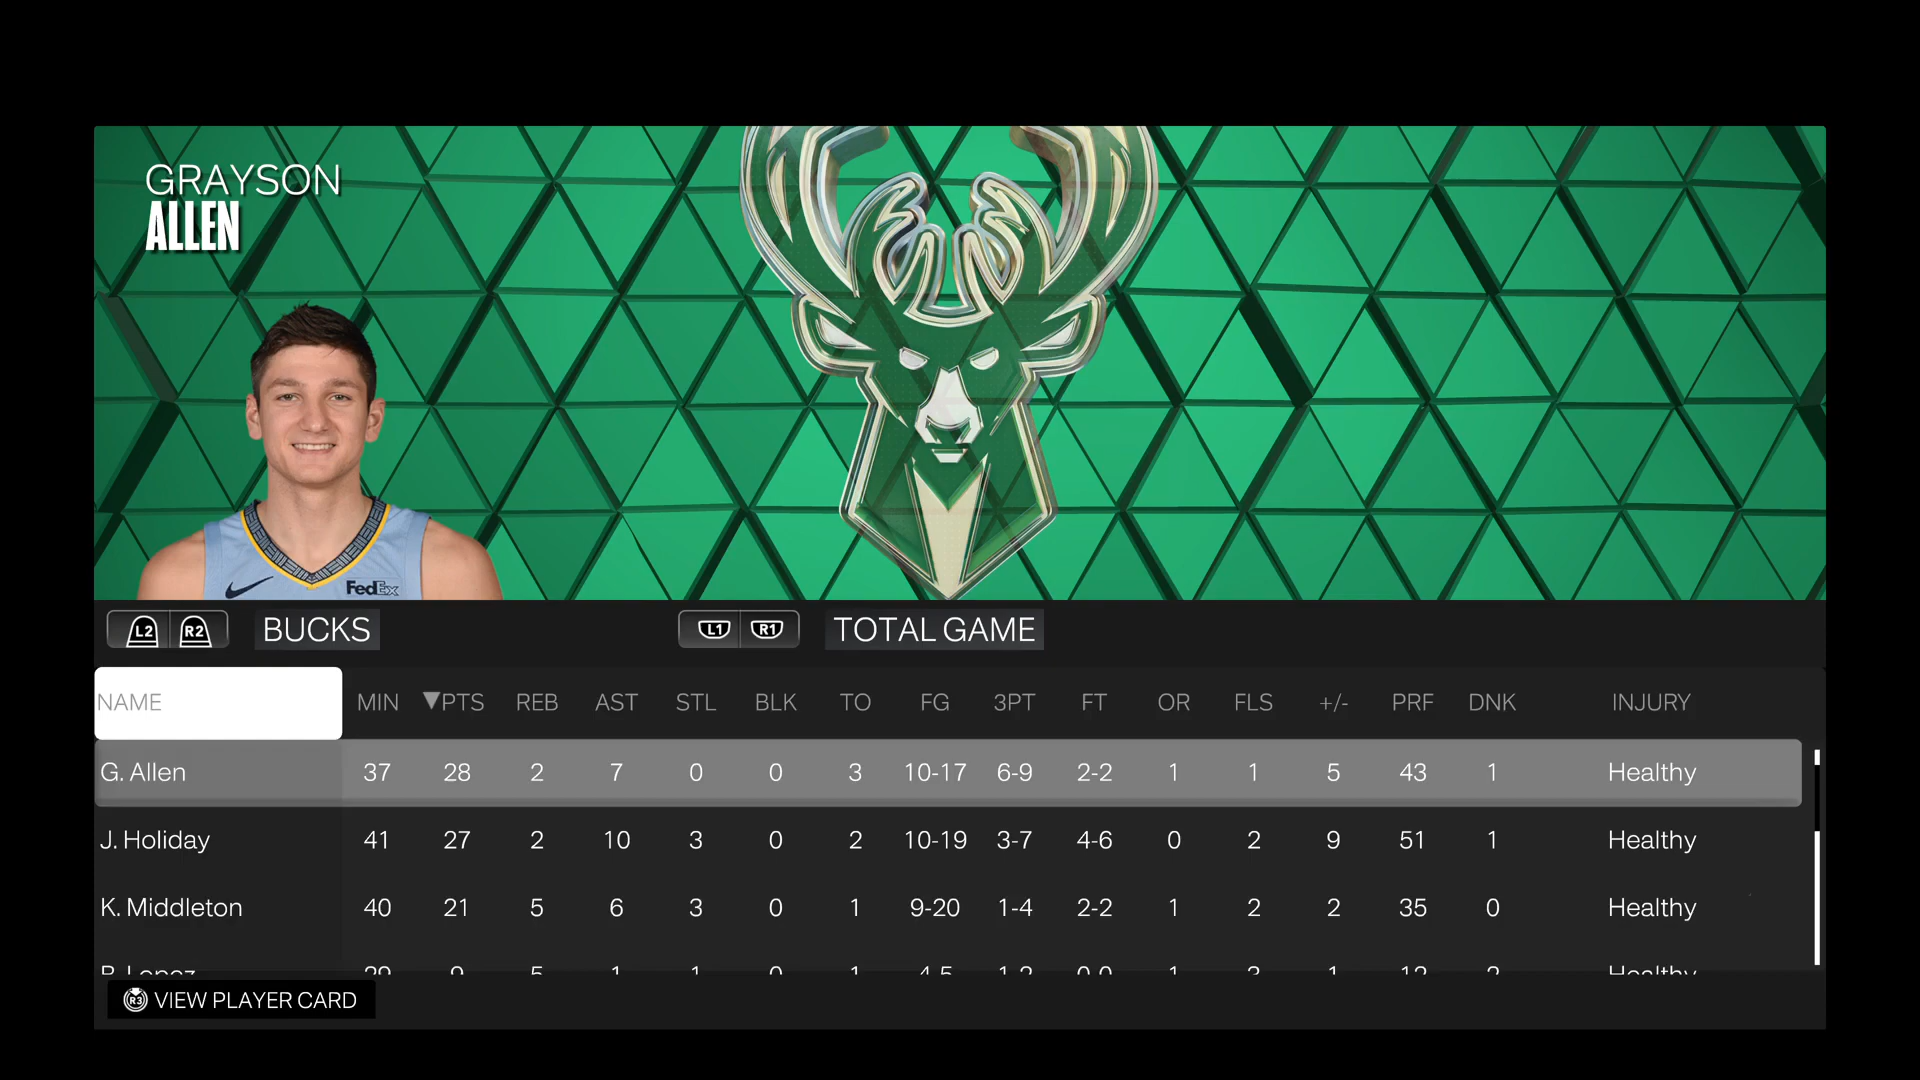 GRAYSON
ALLEN
FedEx
L2 R2 BUCKS L1 R1 TOTAL GAME
NAME MIN ▼PTS REB AST STL BLK TO FG 3PT FT OR FLS +/- PRF DNK INJURY
G. Allen 37 28 2 7 0 0 3 10-17 6-9 2-2 1 1 5 43 1 Healthy
J. Holiday 41 27 2 10 3 0 2 10-19 3-7 4-6 0 2 9 51 1 Healthy
K. Middleton 40 21 5 6 3 0 1 9-20 1-4 2-2 1 2 2 35 0 Healthy
R3 VIEW PLAYER CARD